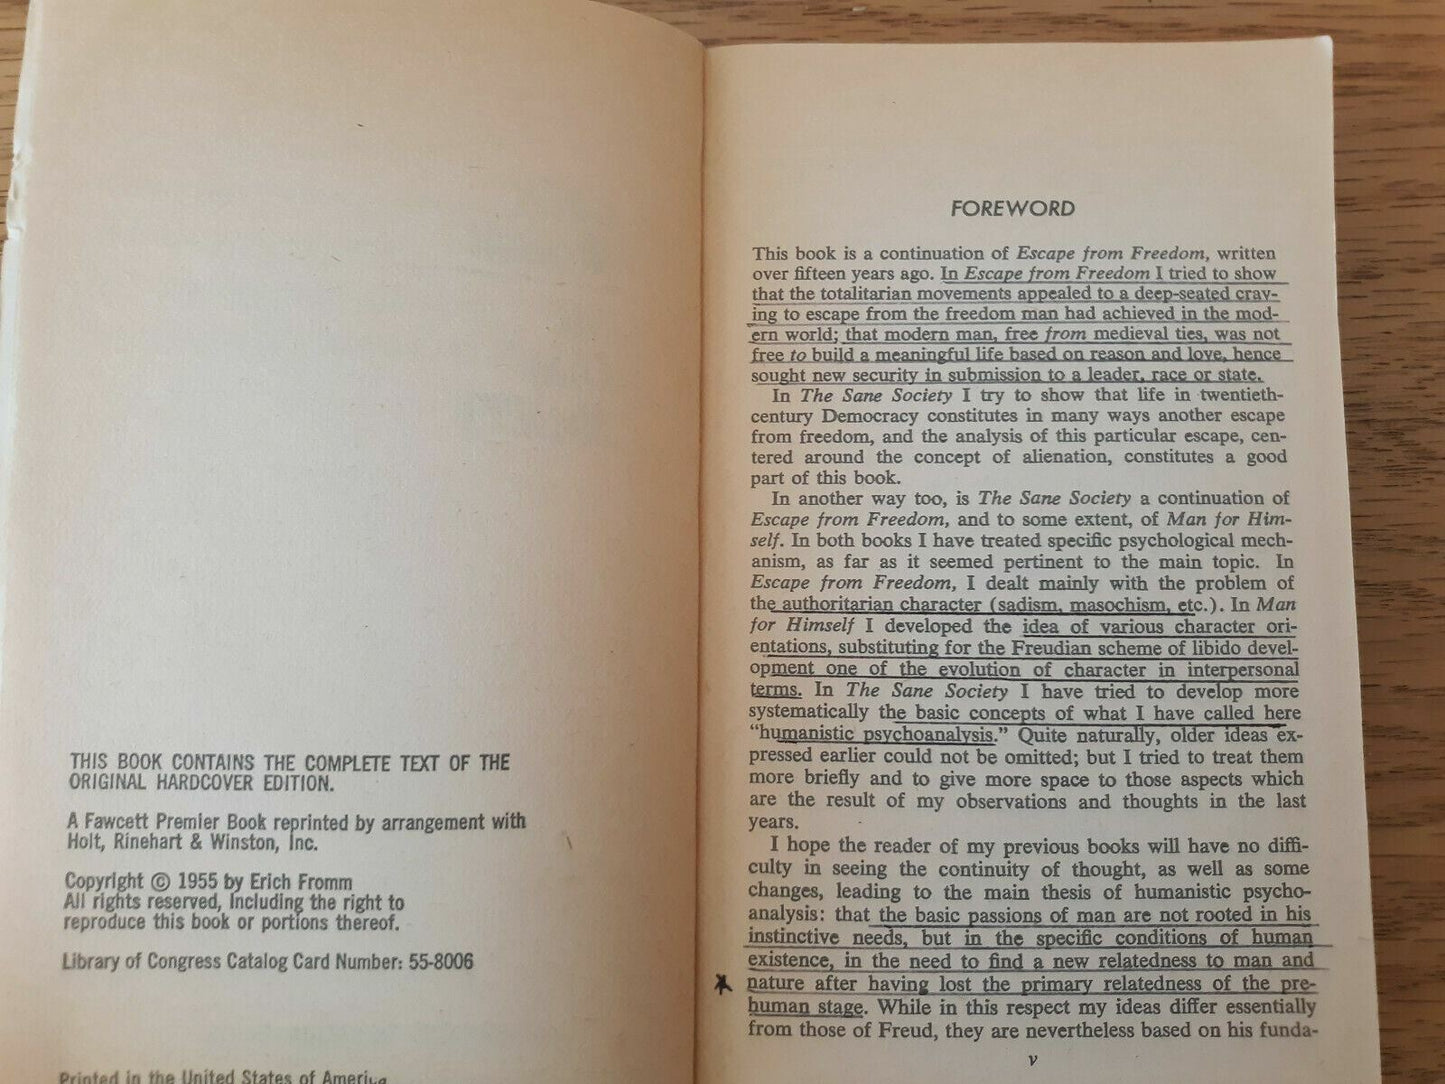 THIS BOOK CONTAINS THE COMPLETE TEXT OF THE
ORIGINAL HARDCOVER EDITION.
A Fawcett Premier Book reprinted by arrangement with
Holt, Rinehart & Winston, Inc.
Copyright © 1955 by Erich Fromm
All rights reserved, including the right to
reproduce this book or portions thereof.
Library of Congress Catalog Card Number: 55-8006
Printed in the United States of America
FOREWORD
This book is a continuation of Escape from Freedom, written
over fifteen years ago. In Escape from Freedom I tried to show
that the totalitarian movements appealed to a deep-seated crav-
ing to escape from the freedom man had achieved in the mod-
ern world; that modern man, free from medieval ties, was not
free to build a meaningful life based on reason and love, hence
sought new security in submission to a leader, race or state.
In The Sane Society I try to show that life in twentieth-
century Democracy constitutes in many ways another escape
from freedom, and the analysis of this particular escape, cen-
tered around the concept of alienation, constitutes a good
part of this book.
In another way too, is The Sane Society a continuation of
Escape from Freedom, and to some extent, of Man for Him-
self. In both books I have treated specific psychological mech-
anism, as far as it seemed pertinent to the main topic. In
Escape from Freedom, I dealt mainly with the problem of
the authoritarian character (sadism, masochism, etc.). In Man
for Himself I developed the idea of various character ori-
entations, substituting for the Freudian scheme of libido devel-
opment one of the evolution of character in interpersonal
terms. In The Sane Society I have tried to develop more
systematically the basic concepts of what I have called here
“humanistic psychoanalysis.” Quite naturally, older ideas ex-
pressed earlier could not be omitted; but I tried to treat them
more briefly and to give more space to those aspects which
are the result of my observations and thoughts in the last
years.
I hope the reader of my previous books will have no diffi-
culty in seeing the continuity of thought, as well as some
changes, leading to the main thesis of humanistic psycho-
analysis: that the basic passions of man are not rooted in his
instinctive needs, but in the specific conditions of human
existence, in the need to find a new relatedness to man and
nature after having lost the primary relatedness of the pre-
human stage. While in this respect my ideas differ essentially
from those of Freud, they are nevertheless based on his funda-
v